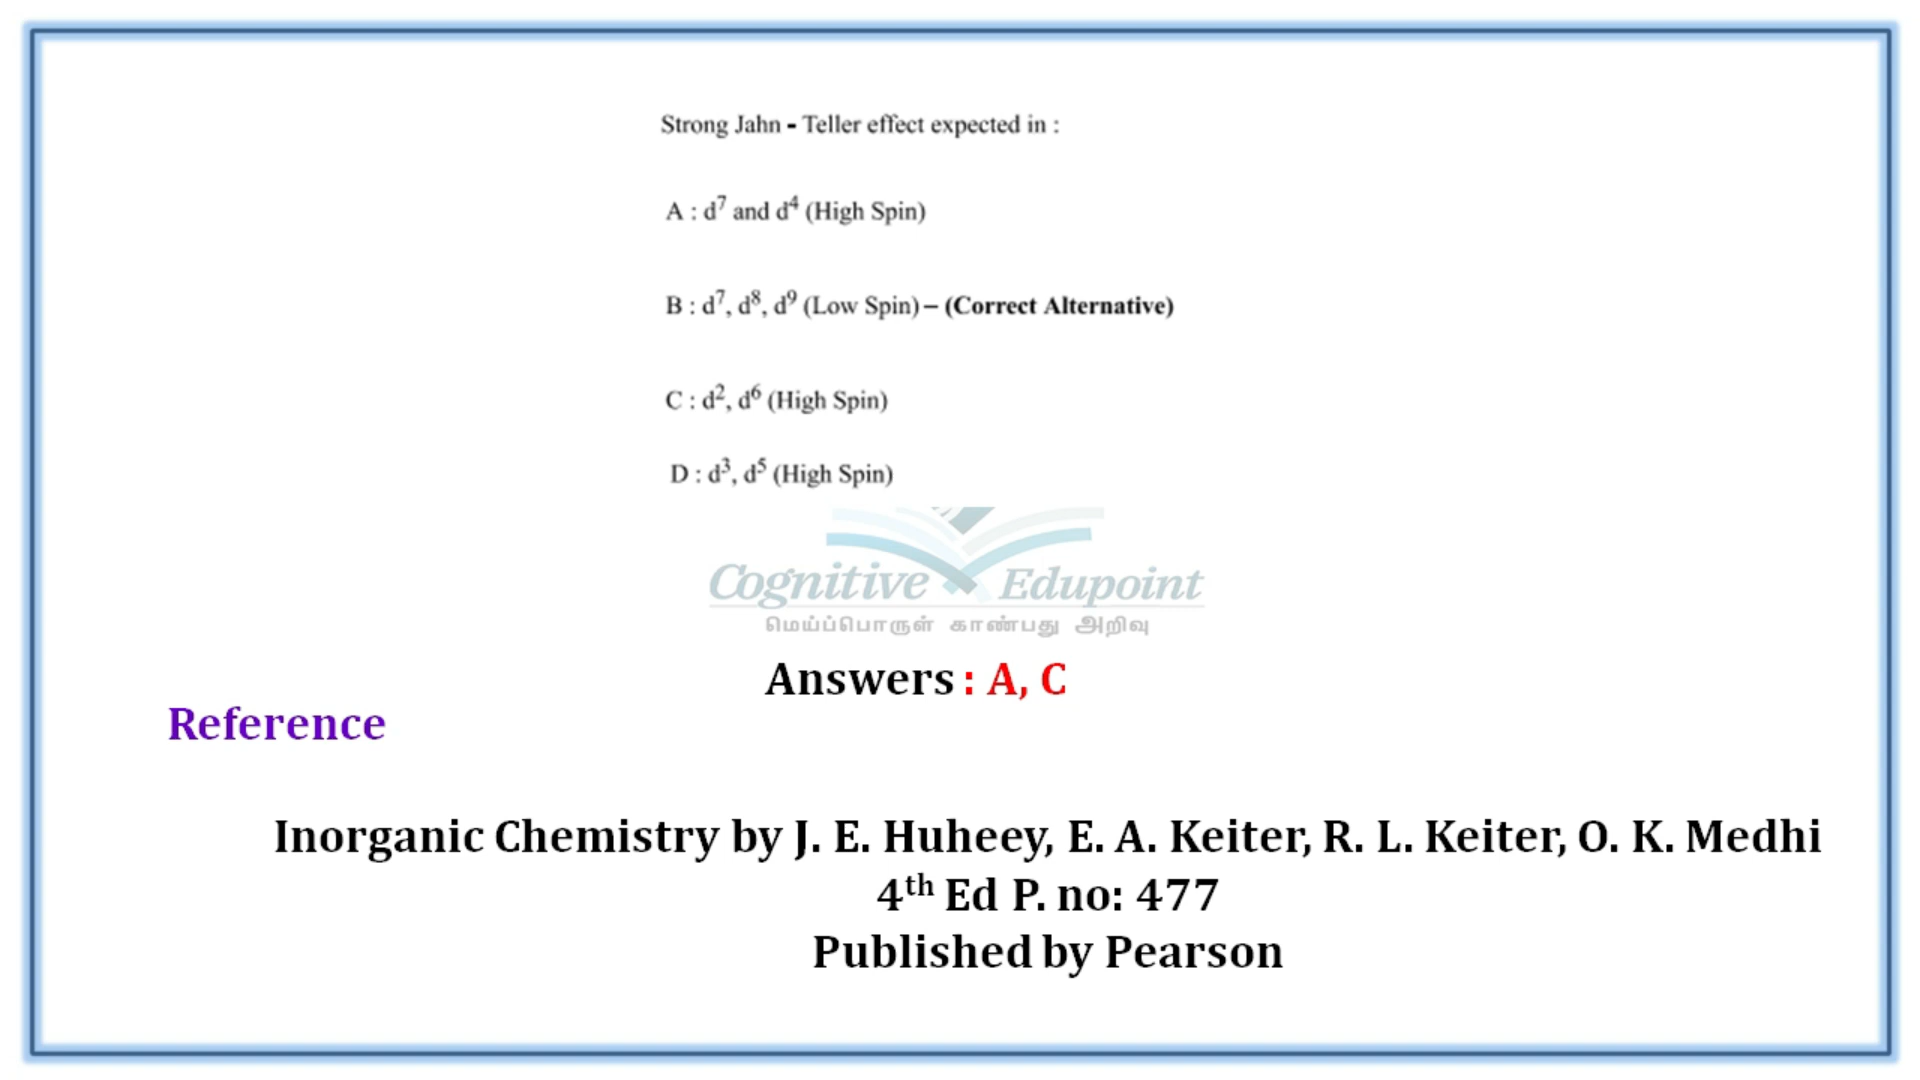 Strong Jahn - Teller effect expected in :
A : d⁷ and d⁴ (High Spin)
B : d⁷, d⁸, d⁹ (Low Spin) – (Correct Alternative)
C : d², d⁶ (High Spin)
D : d³, d⁵ (High Spin)
Cognitive Edupoint
மெய்ப்பொருள் காண்பது அறிவு
Answers : A, C
Reference
Inorganic Chemistry by J. E. Huheey, E. A. Keiter, R. L. Keiter, O. K. Medhi
4ᵗʰ Ed P. no: 477
Published by Pearson